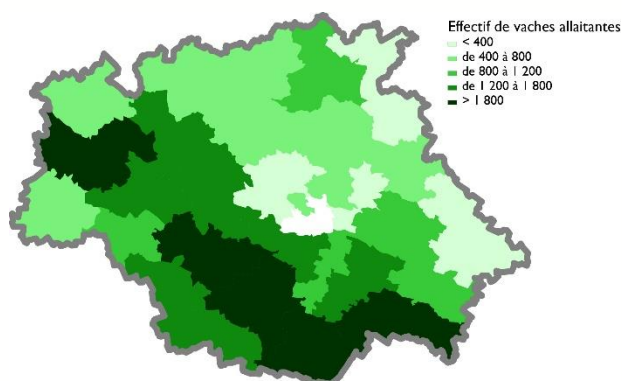 Effectif de vaches allaitantes
< 400
de 400 à 800
de 800 à 1 200
de 1 200 à 1 800
> 1 800